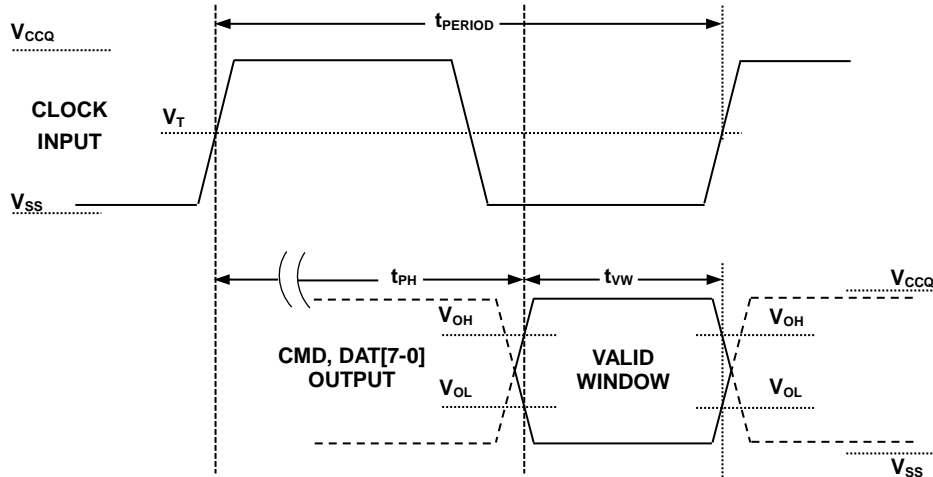 tPERIOD
VCCQ
CLOCK
INPUT
VT
VSS
tPH
tVW
VCCQ
VOH
VOH
CMD, DAT[7-0]
OUTPUT
VALID
WINDOW
VOL
VOL
VSS